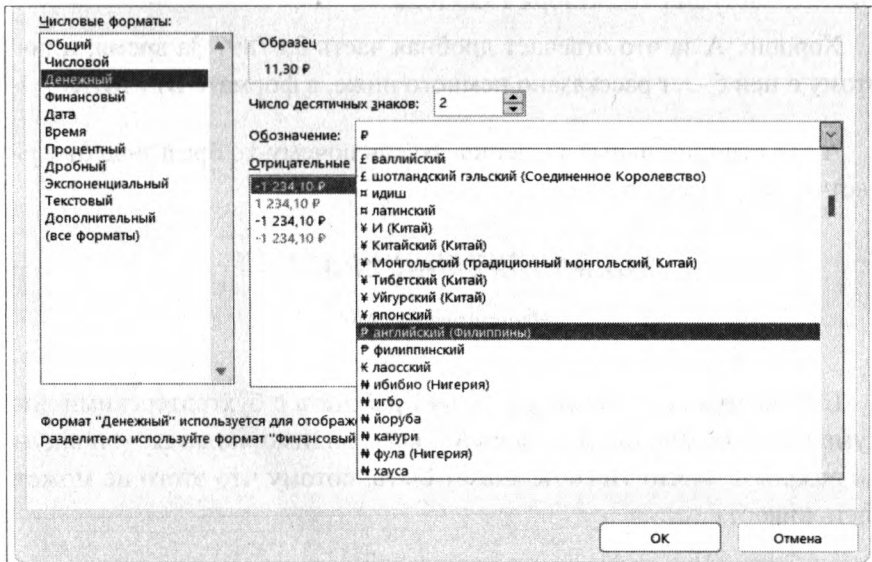 Числовые форматы:
Общий
Числовой
Денежный
Финансовый
Дата
Время
Процентный
Дробный
Экспоненциальный
Текстовый
Дополнительный
(все форматы)
Образец
11,30 ₽
Число десятичных знаков: 2
Обозначение: ₽
Отрицательные
-1 234,10 ₽
1 234,10 ₽
-1 234,10 ₽
-1 234,10 ₽
£ валлийский
£ шотландский гэльский (Соединенное Королевство)
¤ идиш
¤ латинский
¥ И (Китай)
¥ Китайский (Китай)
¥ Монгольский (традиционный монгольский, Китай)
¥ Тибетский (Китай)
¥ Уйгурский (Китай)
¥ японский
₱ английский (Филиппины)
₱ филиппинский
₭ лаосский
₦ ибибио (Нигерия)
₦ игбо
₦ йоруба
₦ канури
₦ фула (Нигерия)
₦ хауса
Формат "Денежный" используется для отображ
разделителю используйте формат "Финансовый
ОК
Отмена